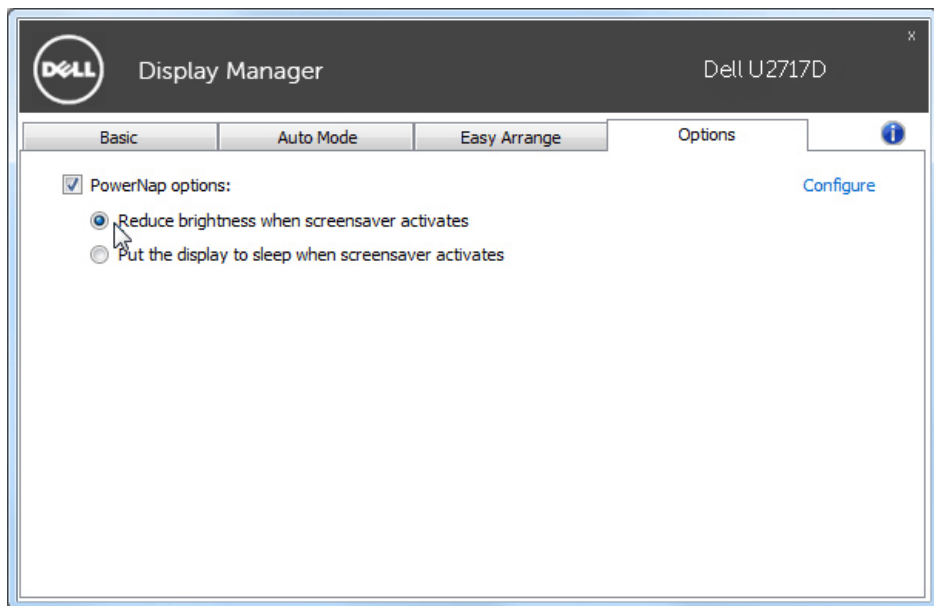 DELL
Display Manager
Dell U2717D
x
Basic
Auto Mode
Easy Arrange
Options
i
PowerNap options:
Configure
Reduce brightness when screensaver activates
Put the display to sleep when screensaver activates